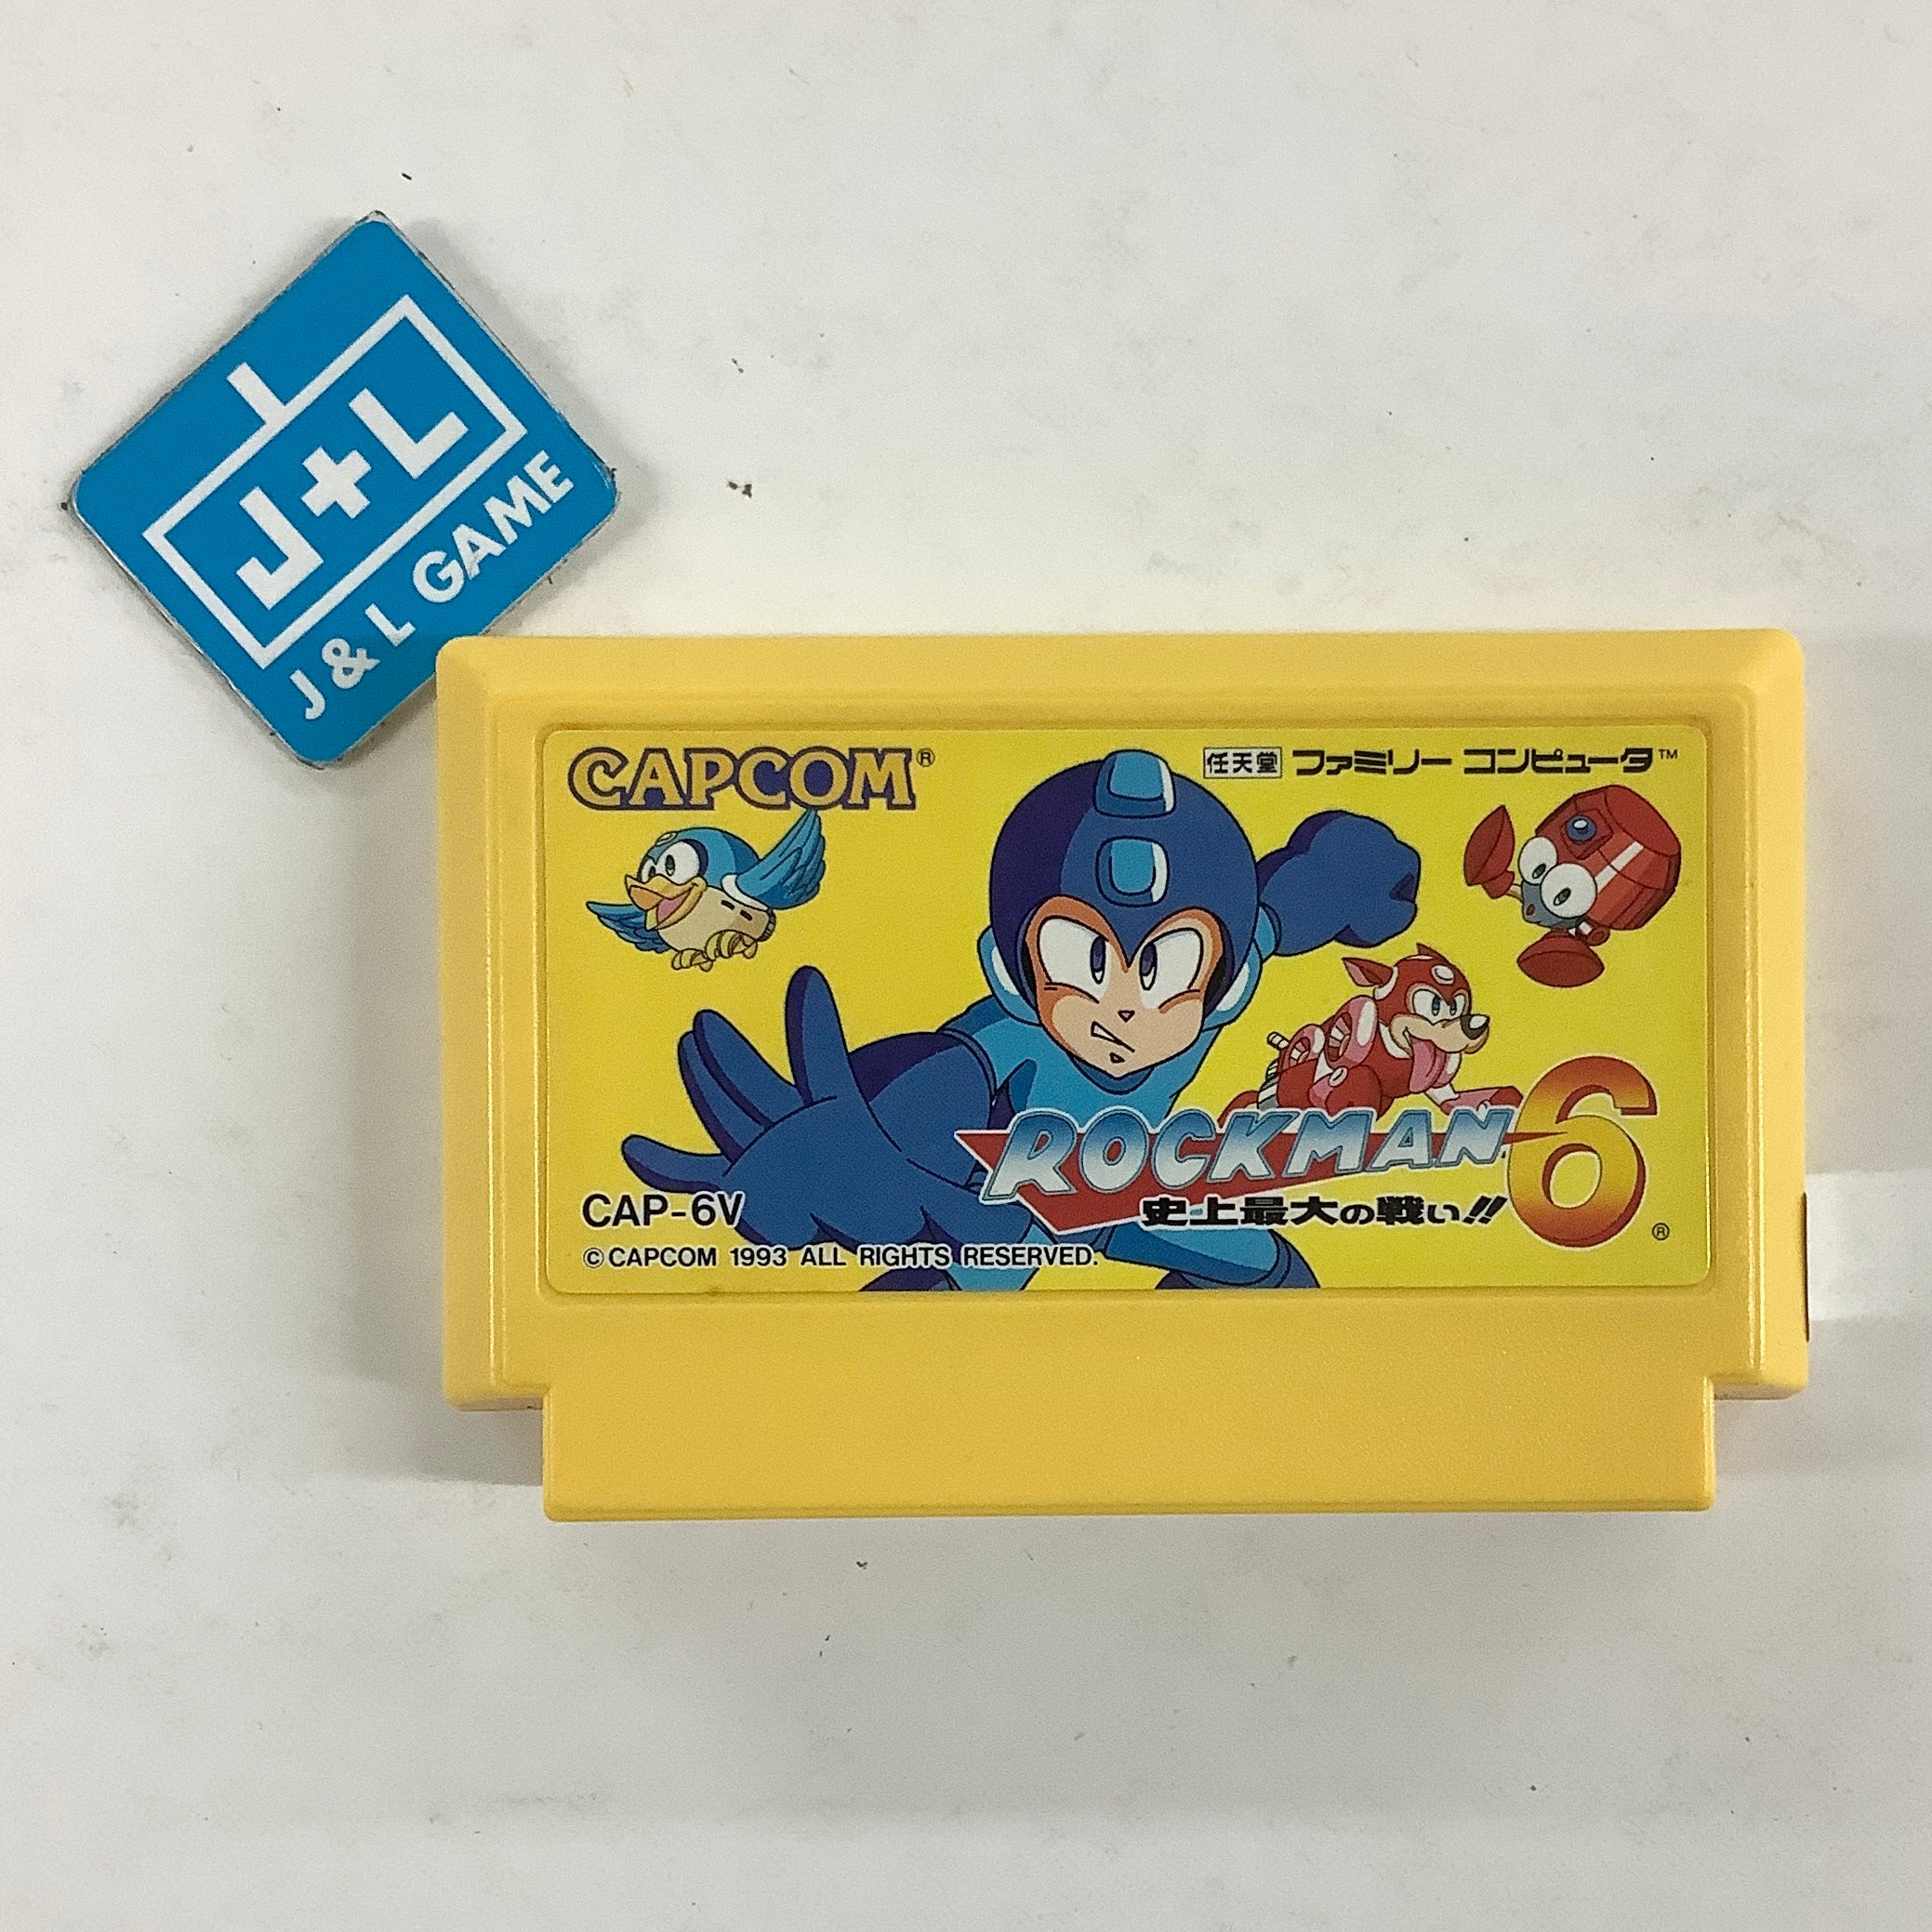 J+L
J & L GAME
CAPCOM®
任天堂 ファミリー コンピュータ™
ROCKMAN 6
史上最大の戦い!!
®
CAP-6V
©CAPCOM 1993 ALL RIGHTS RESERVED.